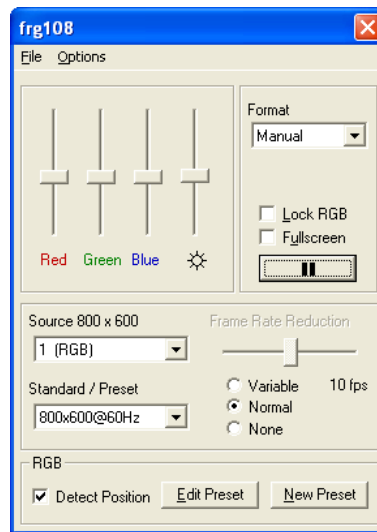 frg108
File Options
Format
Manual
Lock RGB
Fullscreen
Red Green Blue
Source 800 x 600
1 (RGB)
Standard / Preset
800x600@60Hz
Frame Rate Reduction
Variable 10 fps
Normal
None
RGB
Detect Position Edit Preset New Preset